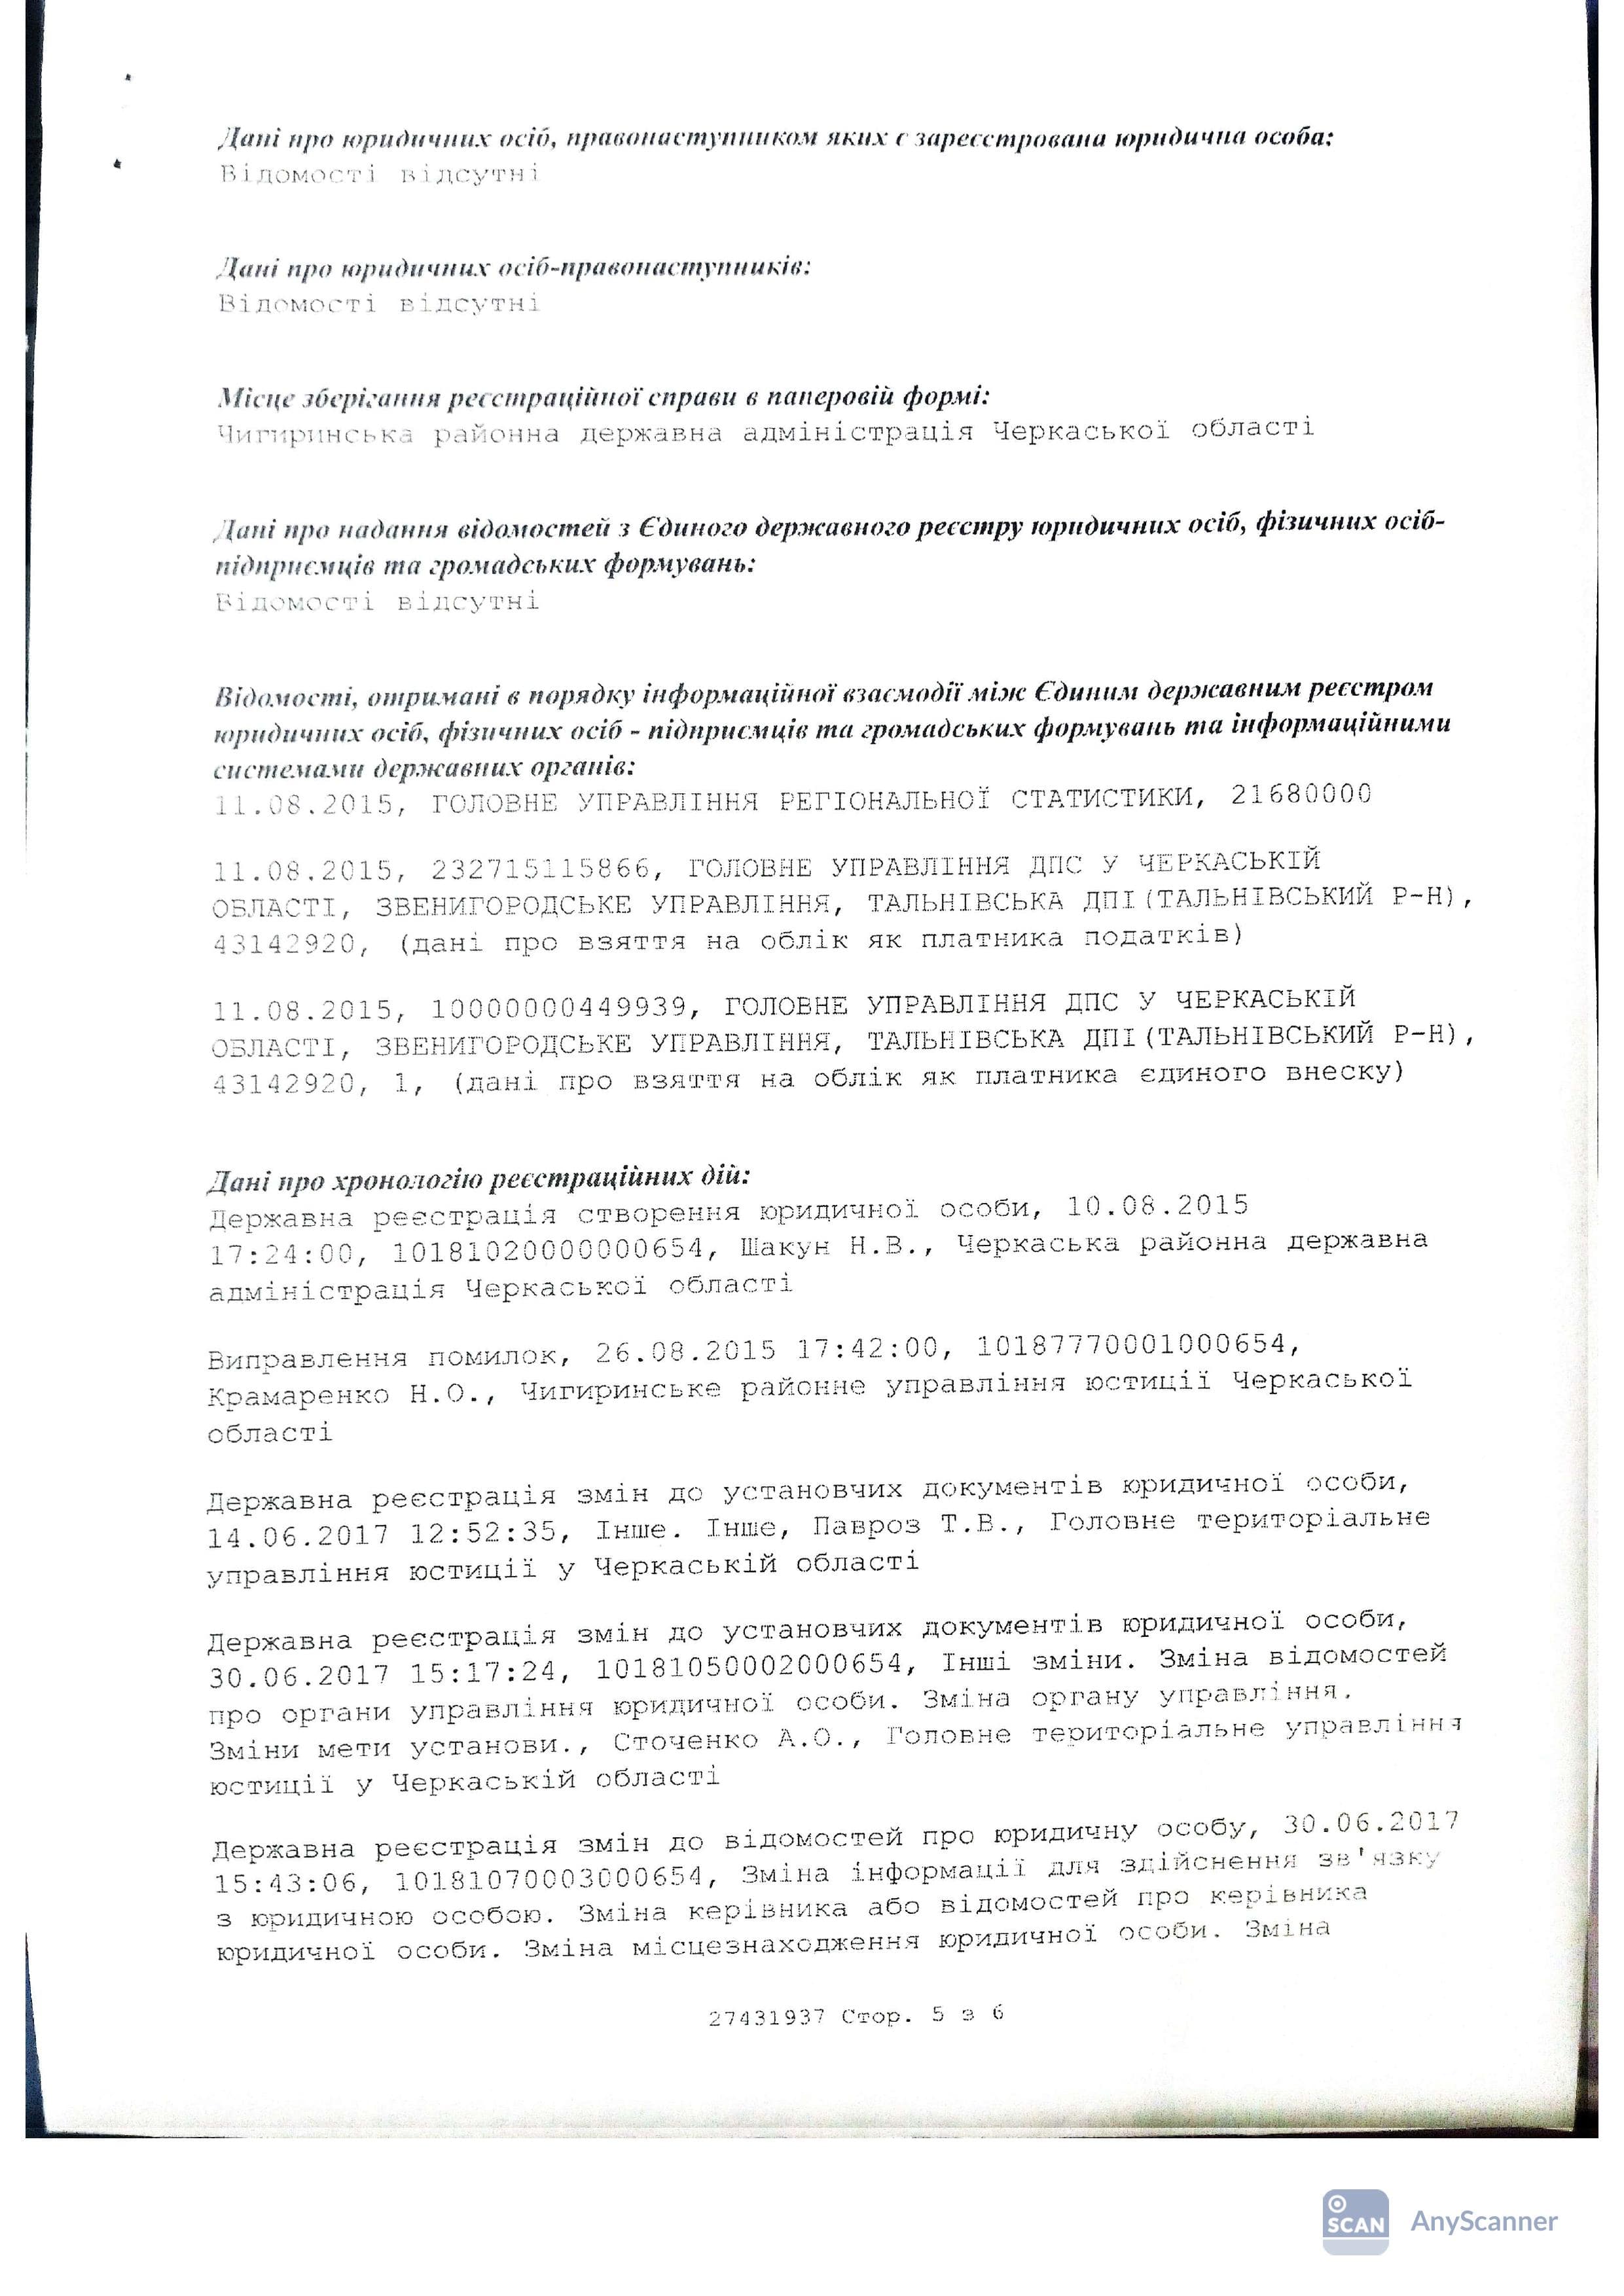 Дані про юридичних осіб, правонаступником яких є зареєстрована юридична особа:
Відомості відсутні
Дані про юридичних осіб-правонаступників:
Відомості відсутні
Місце зберігання реєстраційної справи в паперовій формі:
Чигиринська районна державна адміністрація Черкаської області
Дані про надання відомостей з Єдиного державного реєстру юридичних осіб, фізичних осіб-
підприємців та громадських формувань:
Відомості відсутні
Відомості, отримані в порядку інформаційної взаємодії між Єдиним державним реєстром
юридичних осіб, фізичних осіб - підприємців та громадських формувань та інформаційними
системами державних органів:
11.08.2015, ГОЛОВНЕ УПРАВЛІННЯ РЕГІОНАЛЬНОЇ СТАТИСТИКИ, 21680000
11.08.2015, 232715115866, ГОЛОВНЕ УПРАВЛІННЯ ДПС У ЧЕРКАСЬКІЙ
ОБЛАСТІ, ЗВЕНИГОРОДСЬКЕ УПРАВЛІННЯ, ТАЛЬНІВСЬКА ДПІ(ТАЛЬНІВСЬКИЙ Р-Н),
43142920, (дані про взяття на облік як платника податків)
11.08.2015, 10000000449939, ГОЛОВНЕ УПРАВЛІННЯ ДПС У ЧЕРКАСЬКІЙ
ОБЛАСТІ, ЗВЕНИГОРОДСЬКЕ УПРАВЛІННЯ, ТАЛЬНІВСЬКА ДПІ(ТАЛЬНІВСЬКИЙ Р-Н),
43142920, 1, (дані про взяття на облік як платника єдиного внеску)
Дані про хронологію реєстраційних дій:
Державна реєстрація створення юридичної особи, 10.08.2015
17:24:00, 10181020000000654, Шакун Н.В., Черкаська районна державна
адміністрація Черкаської області
Виправлення помилок, 26.08.2015 17:42:00, 10187770001000654,
Крамаренко Н.О., Чигиринське районне управління юстиції Черкаської
області
Державна реєстрація змін до установчих документів юридичної особи,
14.06.2017 12:52:35, Інше. Інше, Павроз Т.В., Головне територіальне
управління юстиції у Черкаській області
Державна реєстрація змін до установчих документів юридичної особи,
30.06.2017 15:17:24, 10181050002000654, Інші зміни. Зміна відомостей
про органи управління юридичної особи. Зміна органу управління.
Зміни мети установи., Сточенко А.О., Головне територіальне управління
юстиції у Черкаській області
Державна реєстрація змін до відомостей про юридичну особу, 30.06.2017
15:43:06, 10181070003000654, Зміна інформації для здійснення зв'язку
з юридичною особою. Зміна керівника або відомостей про керівника
юридичної особи. Зміна місцезнаходження юридичної особи. Зміна
27431937 Стор. 5 з 6
SCAN AnyScanner